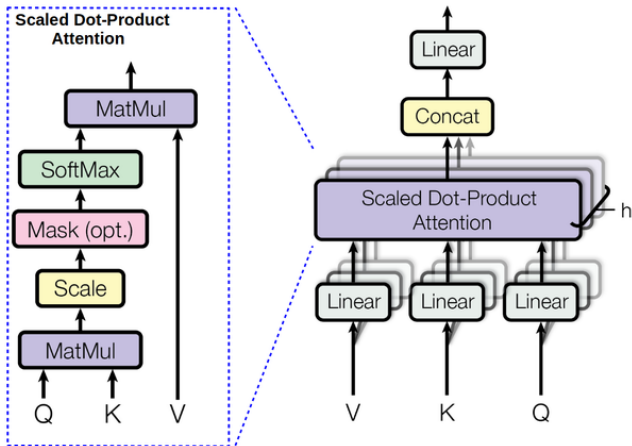 Scaled Dot-Product
Attention
MatMul
SoftMax
Mask (opt.)
Scale
MatMul
Q K V
Linear
Concat
Scaled Dot-Product
Attention
h
Linear Linear Linear
V K Q